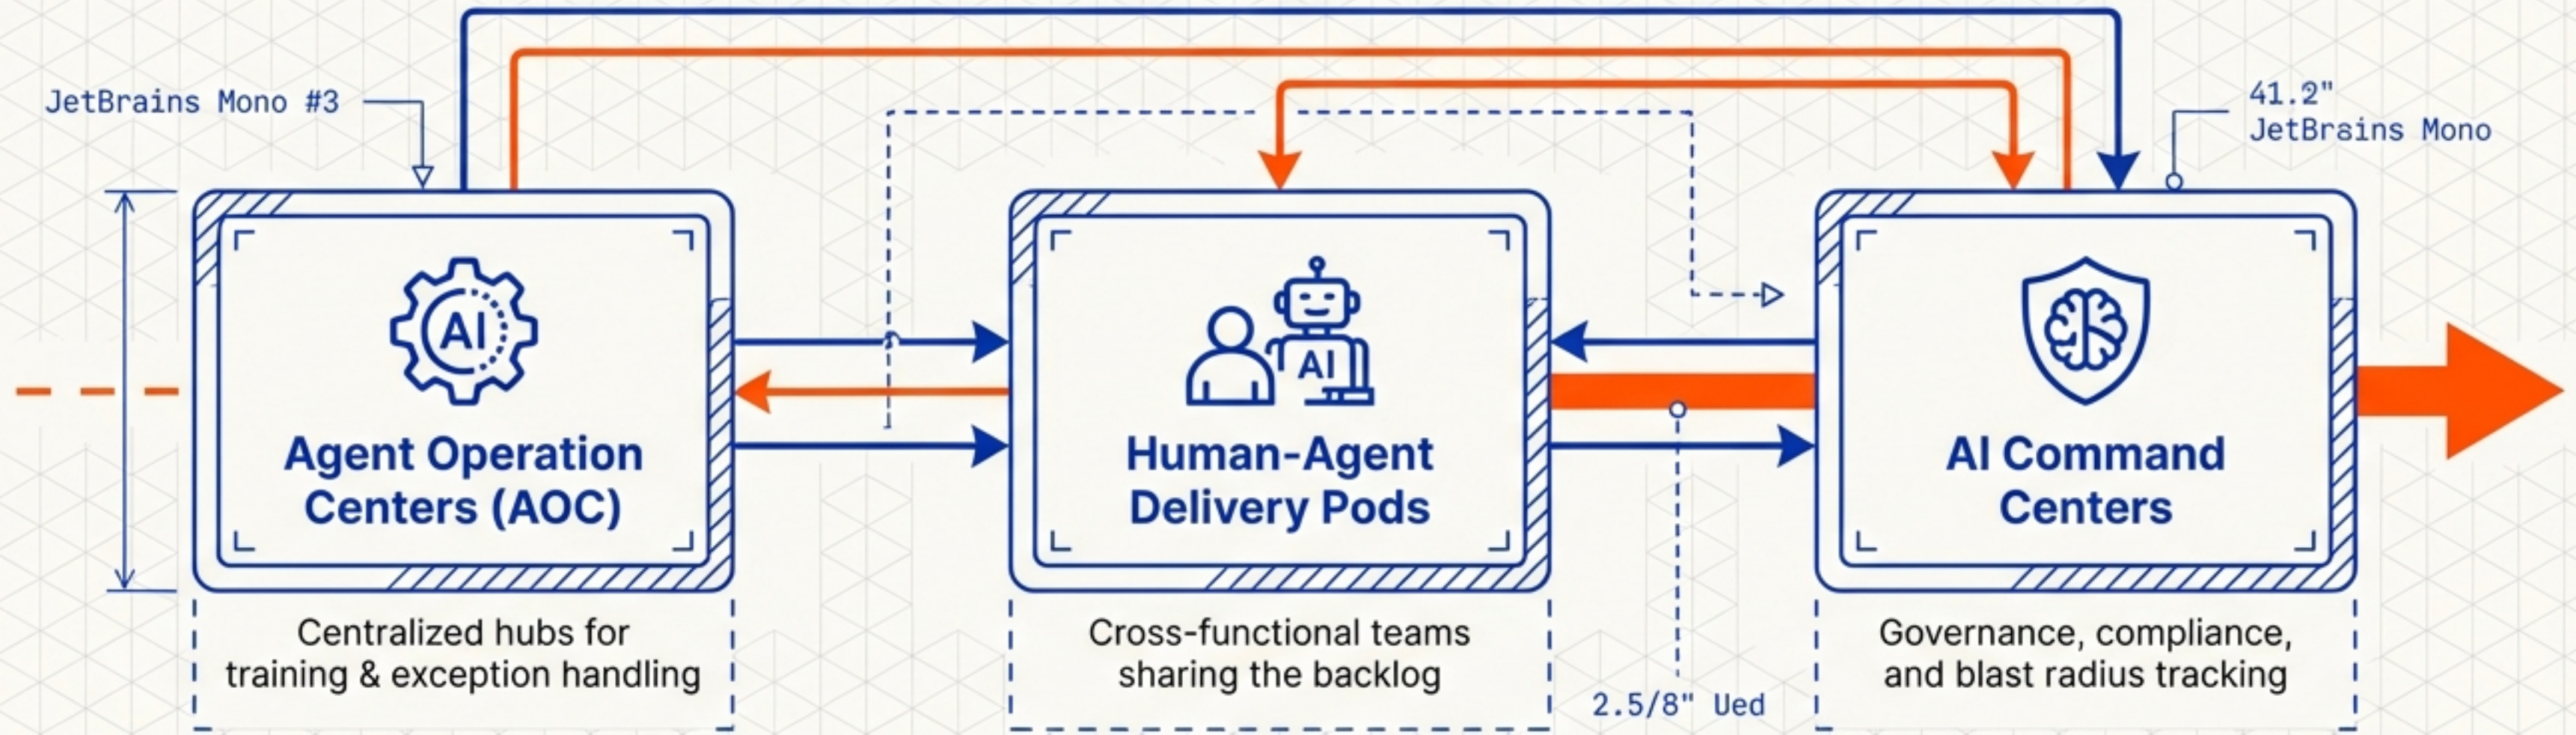 JetBrains Mono #3
41.2"
JetBrains Mono
AI
Agent Operation
Centers (AOC)
Centralized hubs for
training & exception handling
AI
Human-Agent
Delivery Pods
Cross-functional teams
sharing the backlog
2.5/8" Ued
AI Command
Centers
Governance, compliance,
and blast radius tracking